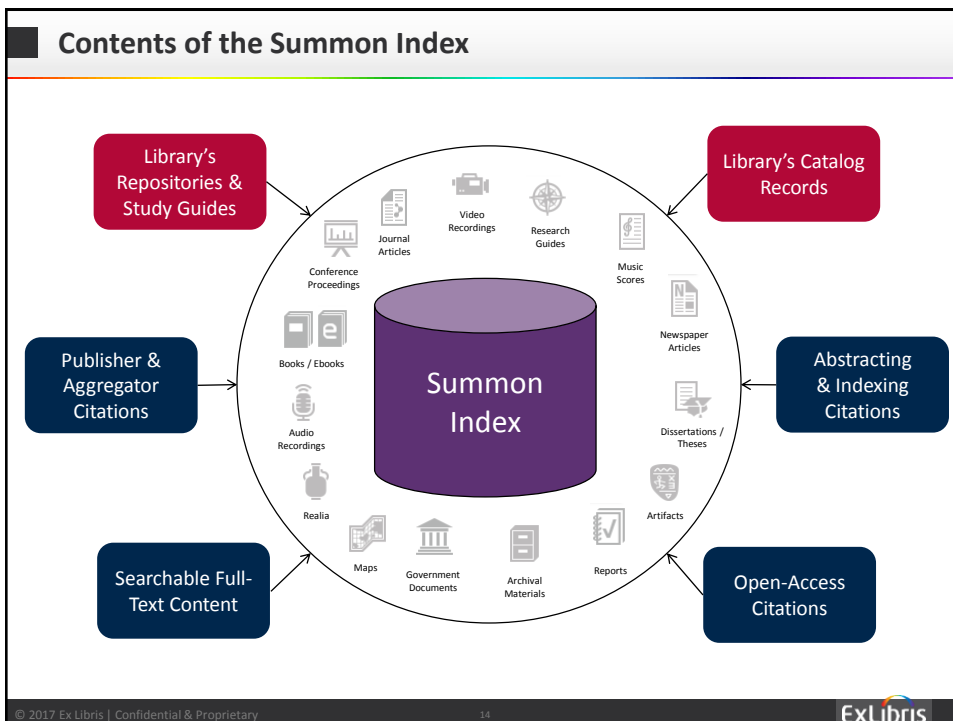 Contents of the Summon Index
Library's
Repositories &
Study Guides
Library's Catalog
Records
Publisher &
Aggregator
Citations
Abstracting
& Indexing
Citations
Searchable Full-
Text Content
Open-Access
Citations
Video
Recordings
Journal
Articles
Research
Guides
Conference
Proceedings
Music
Scores
N
Newspaper
Articles
e
Books / Ebooks
Summon
Index
Audio
Recordings
Dissertations /
Theses
Realia
Artifacts
Maps
Government
Documents
Archival
Materials
Reports
© 2017 Ex Libris | Confidential & Proprietary
14
ExLibris